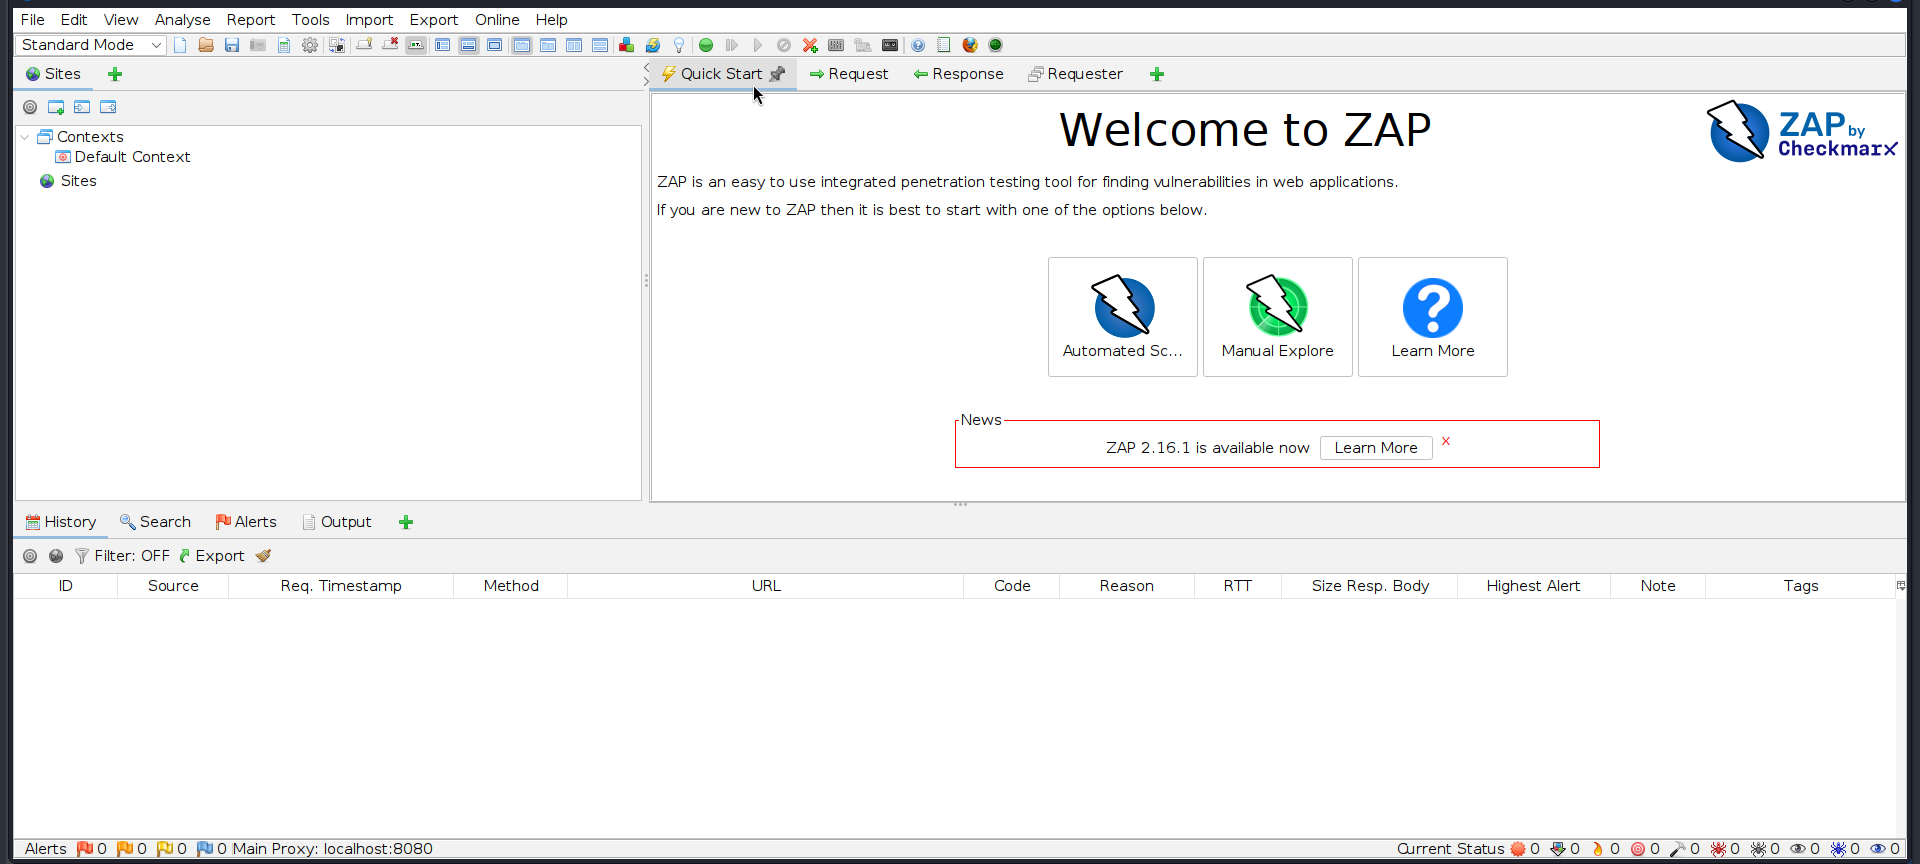 File Edit View Analyse Report Tools Import Export Online Help
Standard Mode
Sites
Quick Start Request Response Requester
Contexts
Default Context
Sites
Welcome to ZAP
ZAP by
Checkmarx
ZAP is an easy to use integrated penetration testing tool for finding vulnerabilities in web applications.
If you are new to ZAP then it is best to start with one of the options below.
Automated Sc... Manual Explore Learn More
News
ZAP 2.16.1 is available now Learn More X
History Search Alerts Output
Filter: OFF Export
ID Source Req. Timestamp Method URL Code Reason RTT Size Resp. Body Highest Alert Note Tags
Alerts 0 0 0 0 Main Proxy: localhost:8080 Current Status 0 0 0 0 0 0 0 0 0 0